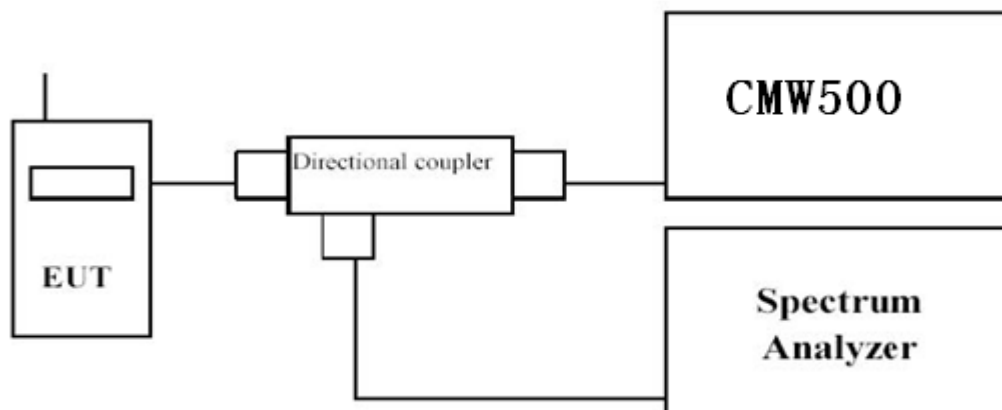 CMW500
Directional coupler
EUT
Spectrum
Analyzer